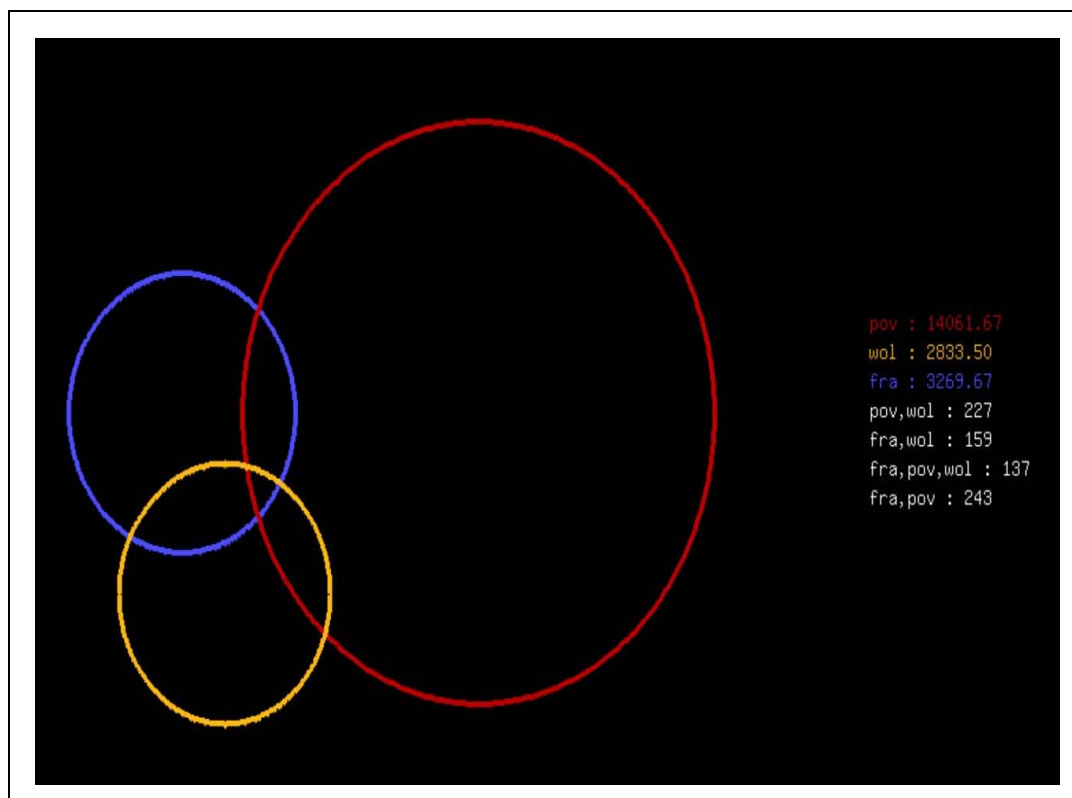 pov : 14061.67
wol : 2833.50
fra : 3269.67
pov,wol : 227
fra,wol : 159
fra,pov,wol : 137
fra,pov : 243